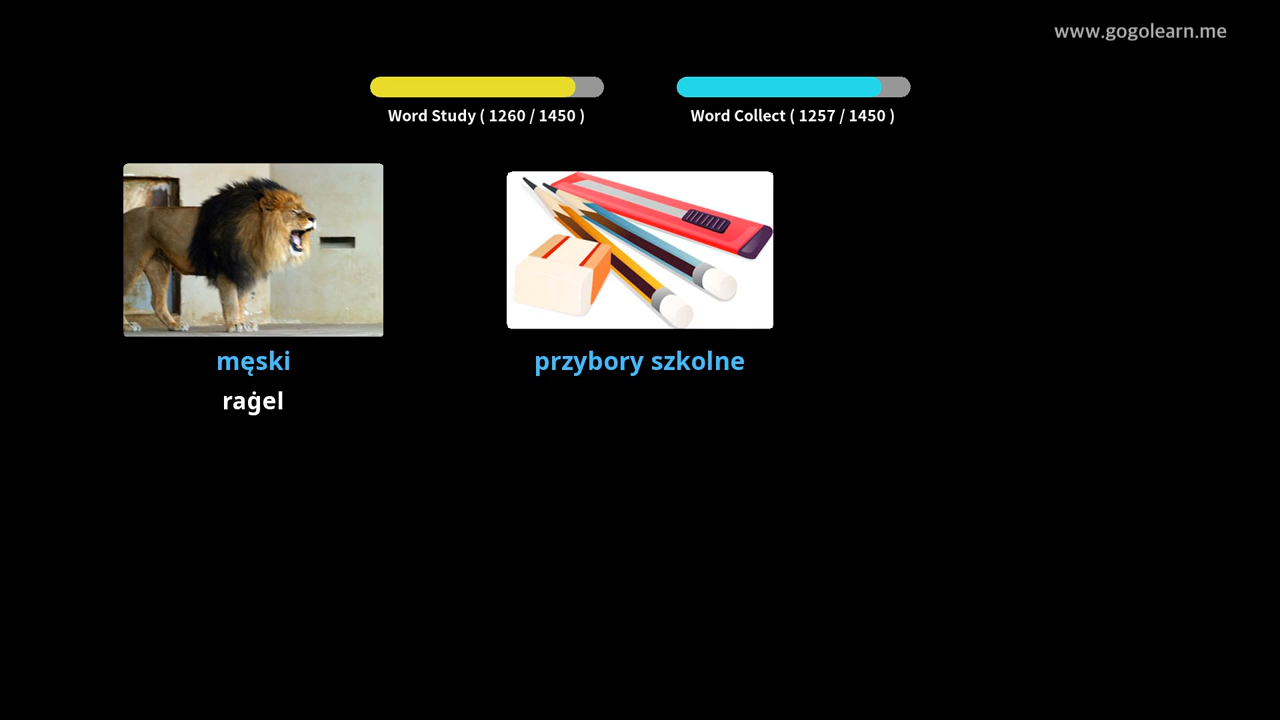 www.gogolearn.me
Word Study ( 1260 / 1450 )
Word Collect ( 1257 / 1450 )
męski
raġel
przybory szkolne